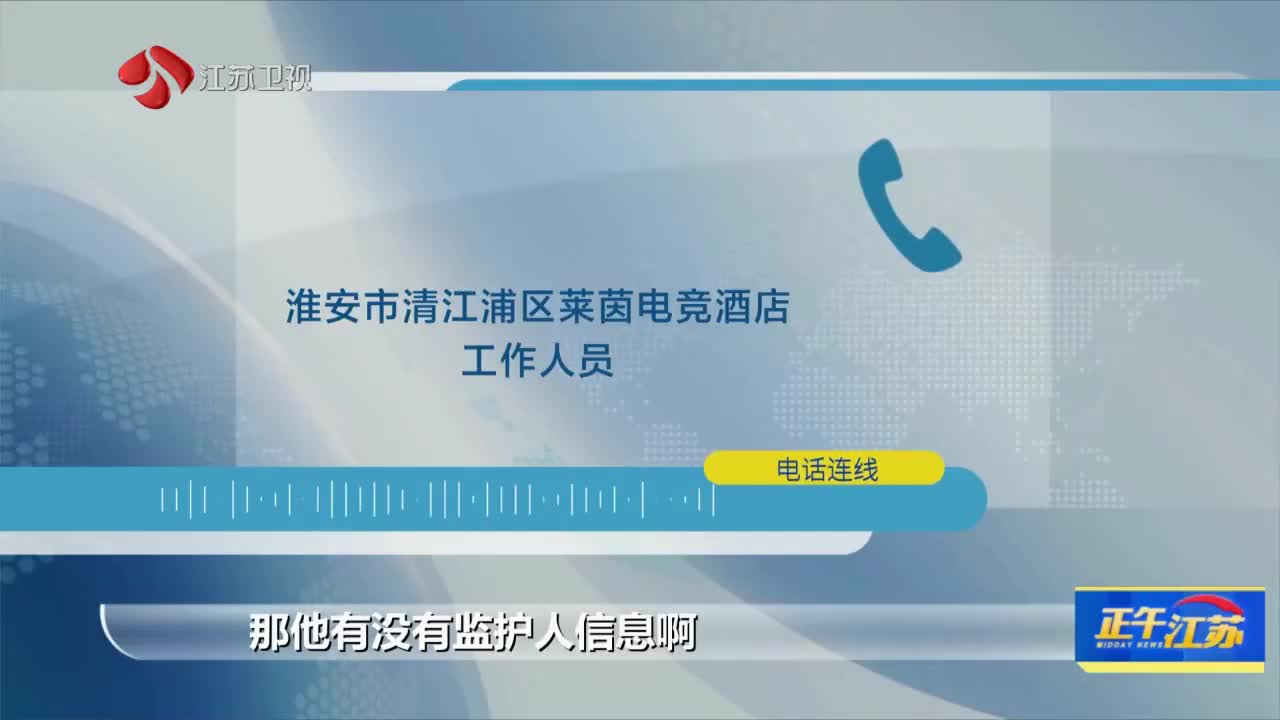 江苏卫视
淮安市清江浦区莱茵电竞酒店
工作人员
电话连线
那他有没有监护人信息啊
正午江苏
MIDDAY NEWS